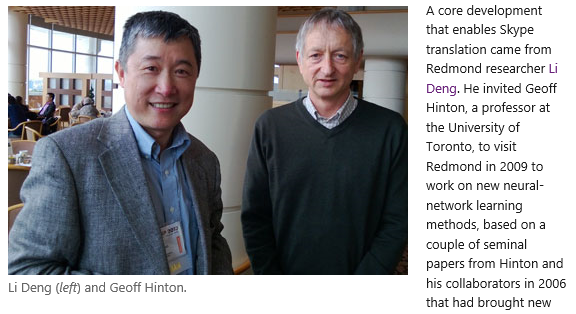 A core development
that enables Skype
translation came from
Redmond researcher Li
Deng. He invited Geoff
Hinton, a professor at
the University of
Toronto, to visit
Redmond in 2009 to
work on new neural-
network learning
methods, based on a
couple of seminal
papers from Hinton and
his collaborators in 2006
that had brought new
Li Deng (left) and Geoff Hinton.